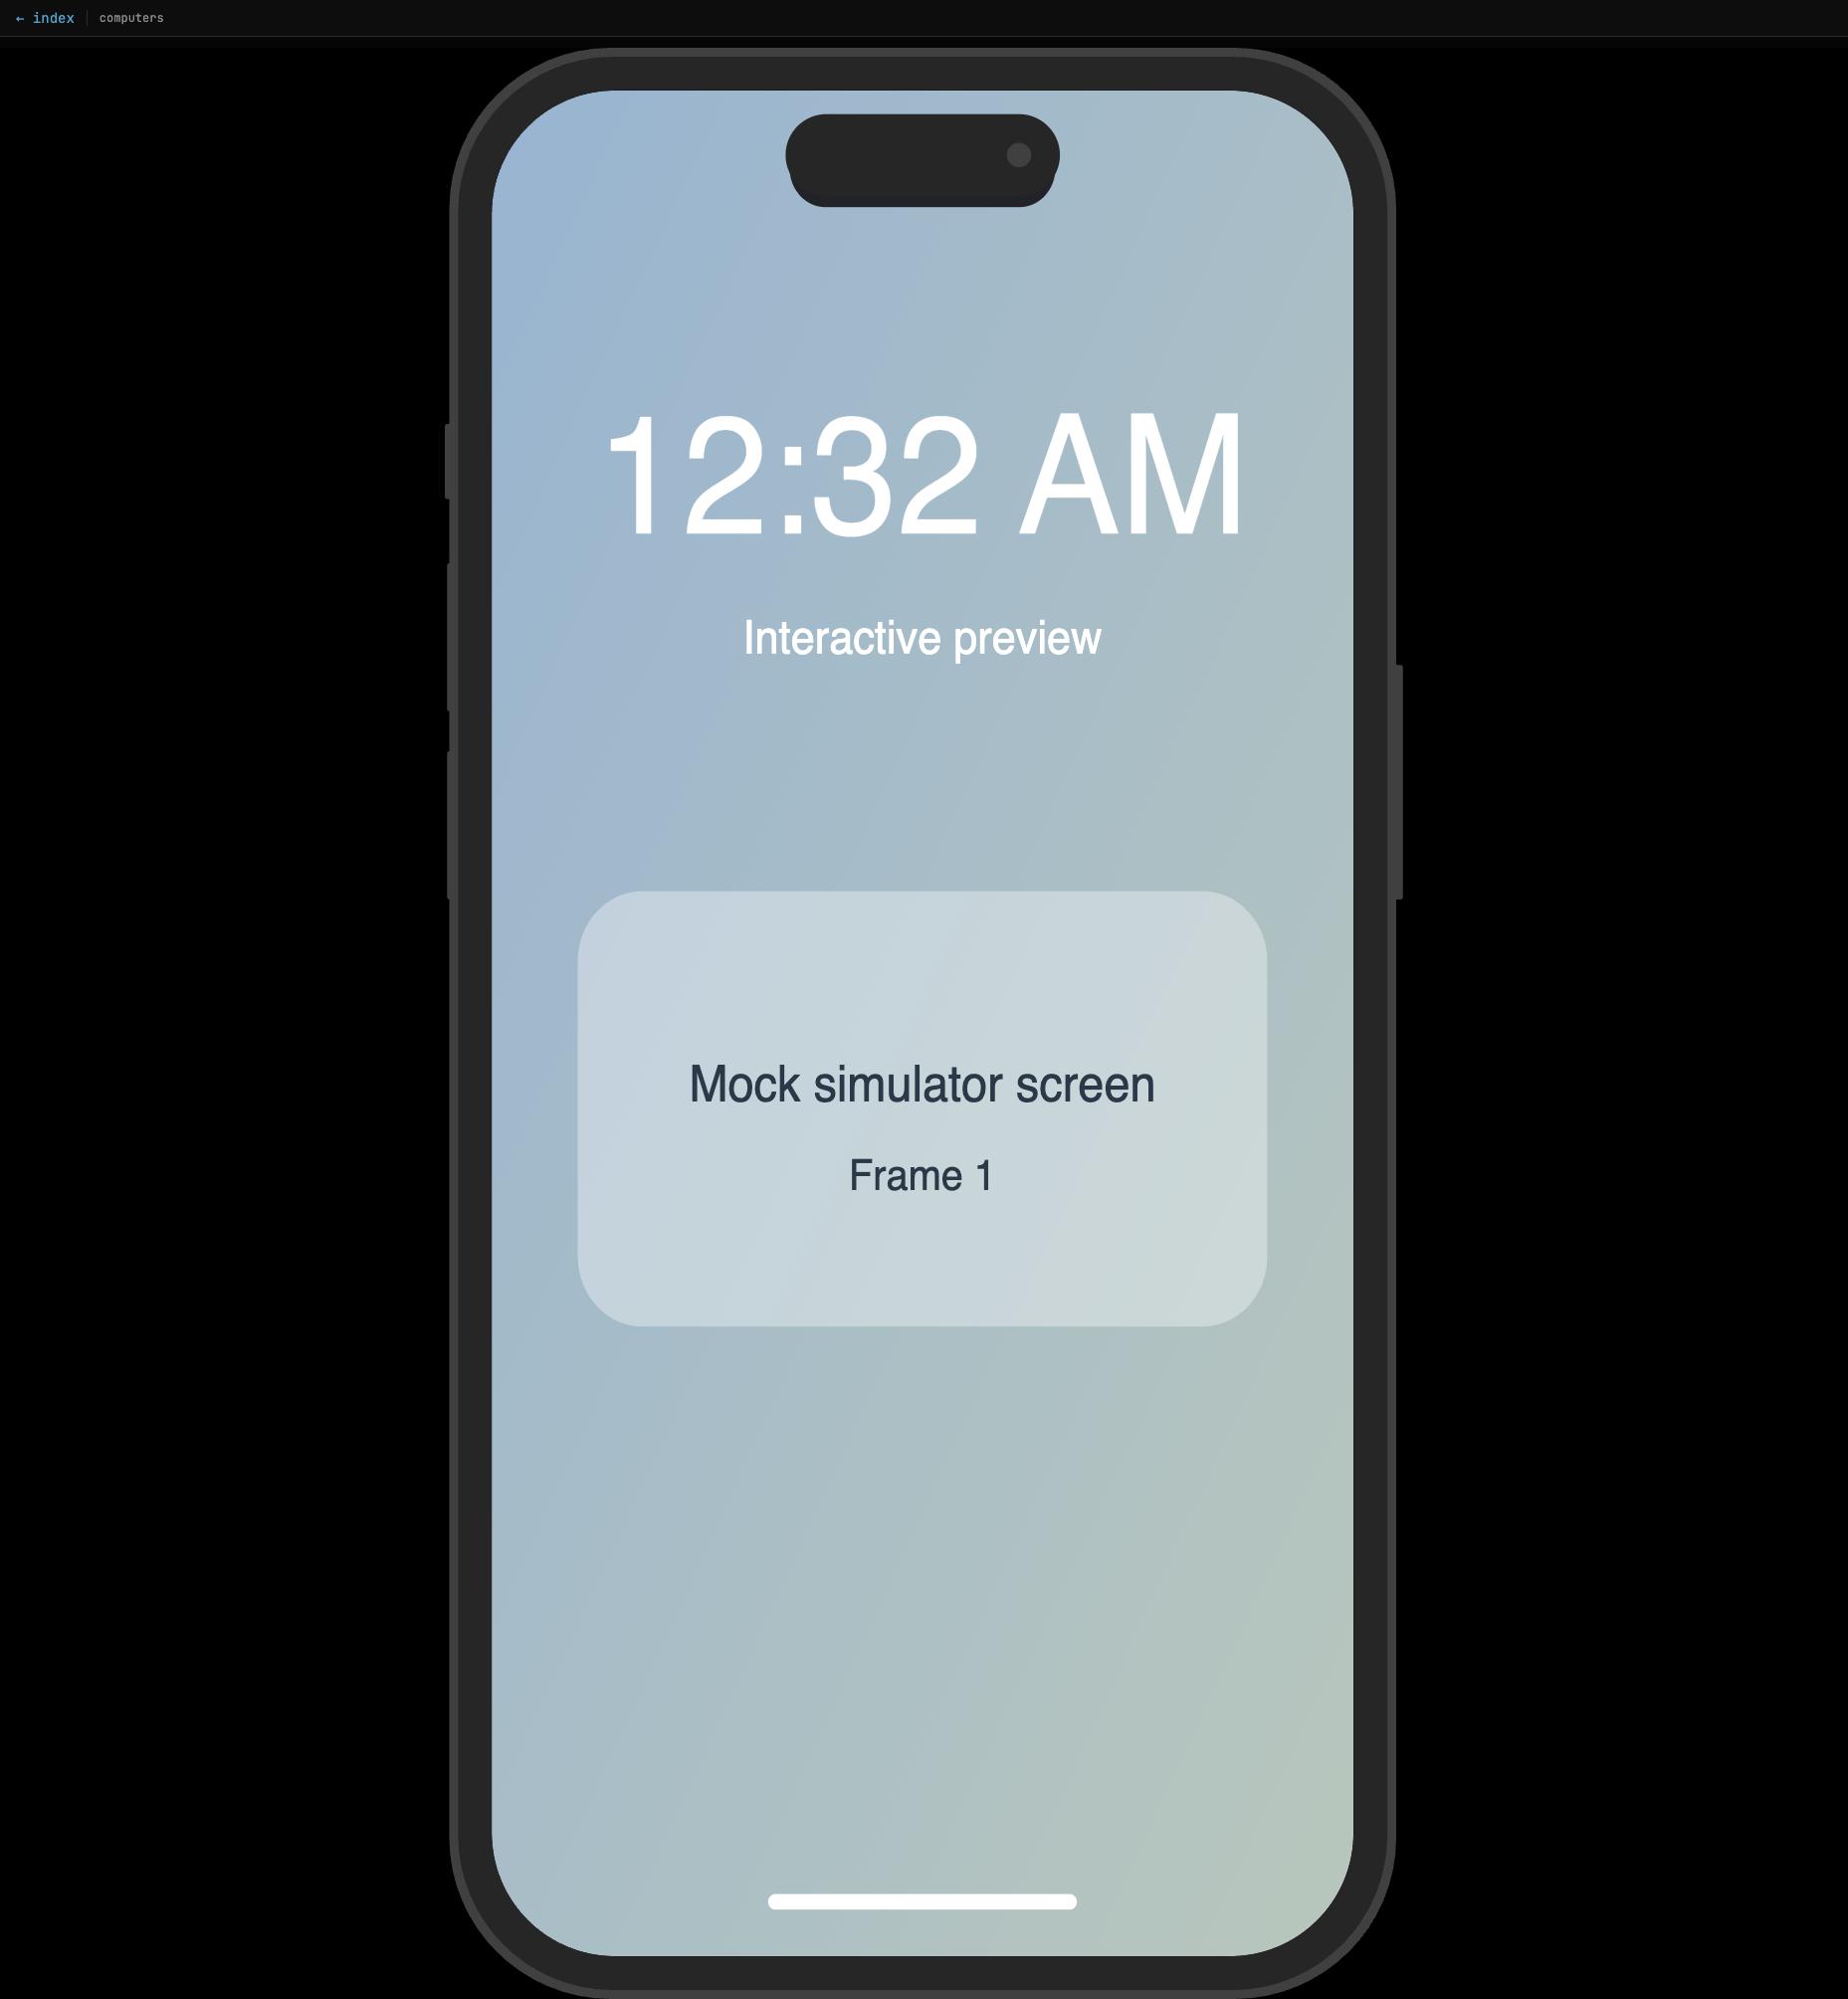 ← index computers
12:32 AM
Interactive preview
Mock simulator screen
Frame 1